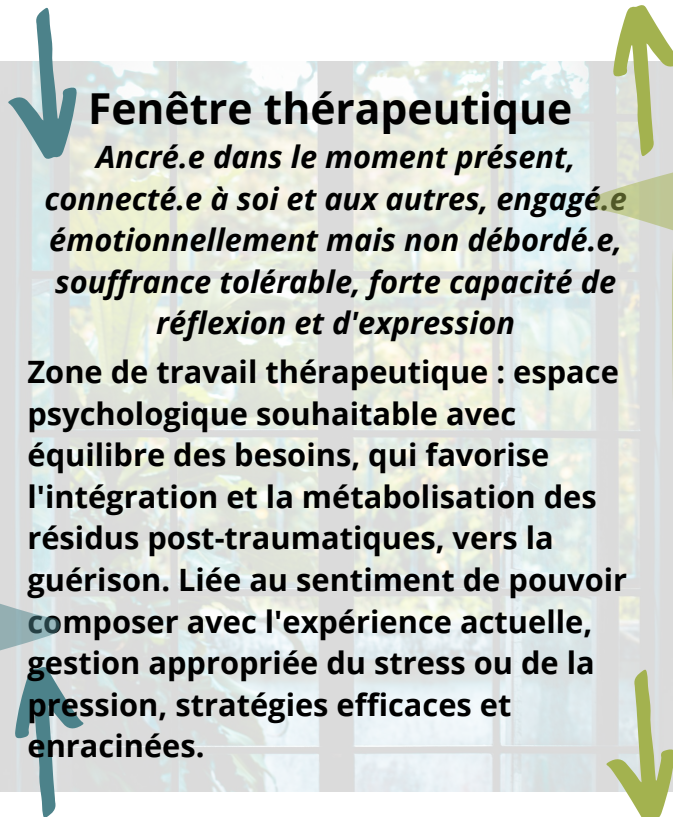 Fenêtre thérapeutique
Ancré.e dans le moment présent,
connecté.e à soi et aux autres, engagé.e
émotionnellement mais non débordé.e,
souffrance tolérable, forte capacité de
réflexion et d'expression
Zone de travail thérapeutique : espace
psychologique souhaitable avec
équilibre des besoins, qui favorise
l'intégration et la métabolisation des
résidus post-traumatiques, vers la
guérison. Liée au sentiment de pouvoir
composer avec l'expérience actuelle,
gestion appropriée du stress ou de la
pression, stratégies efficaces et
enracinées.